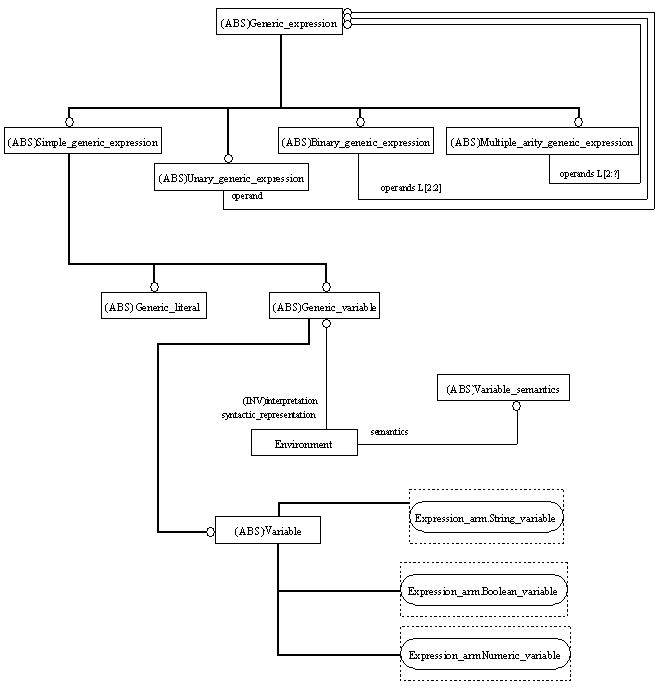 (ABS)Generic_expression
(ABS)Simple_generic_expression
(ABS)Binary_generic_expression
(ABS)Multiple_arity_generic_expression
(ABS)Unary_generic_expression
operands L[2:?]
operands L[2:2]
operand
(ABS)Generic_literal
(ABS)Generic_variable
(ABS)Variable_semantics
(INV)interpretation
syntactic_representation
semantics
Environment
Expression_arm.String_variable
(ABS)Variable
Expression_arm.Boolean_variable
Expression_arm.Numeric_variable